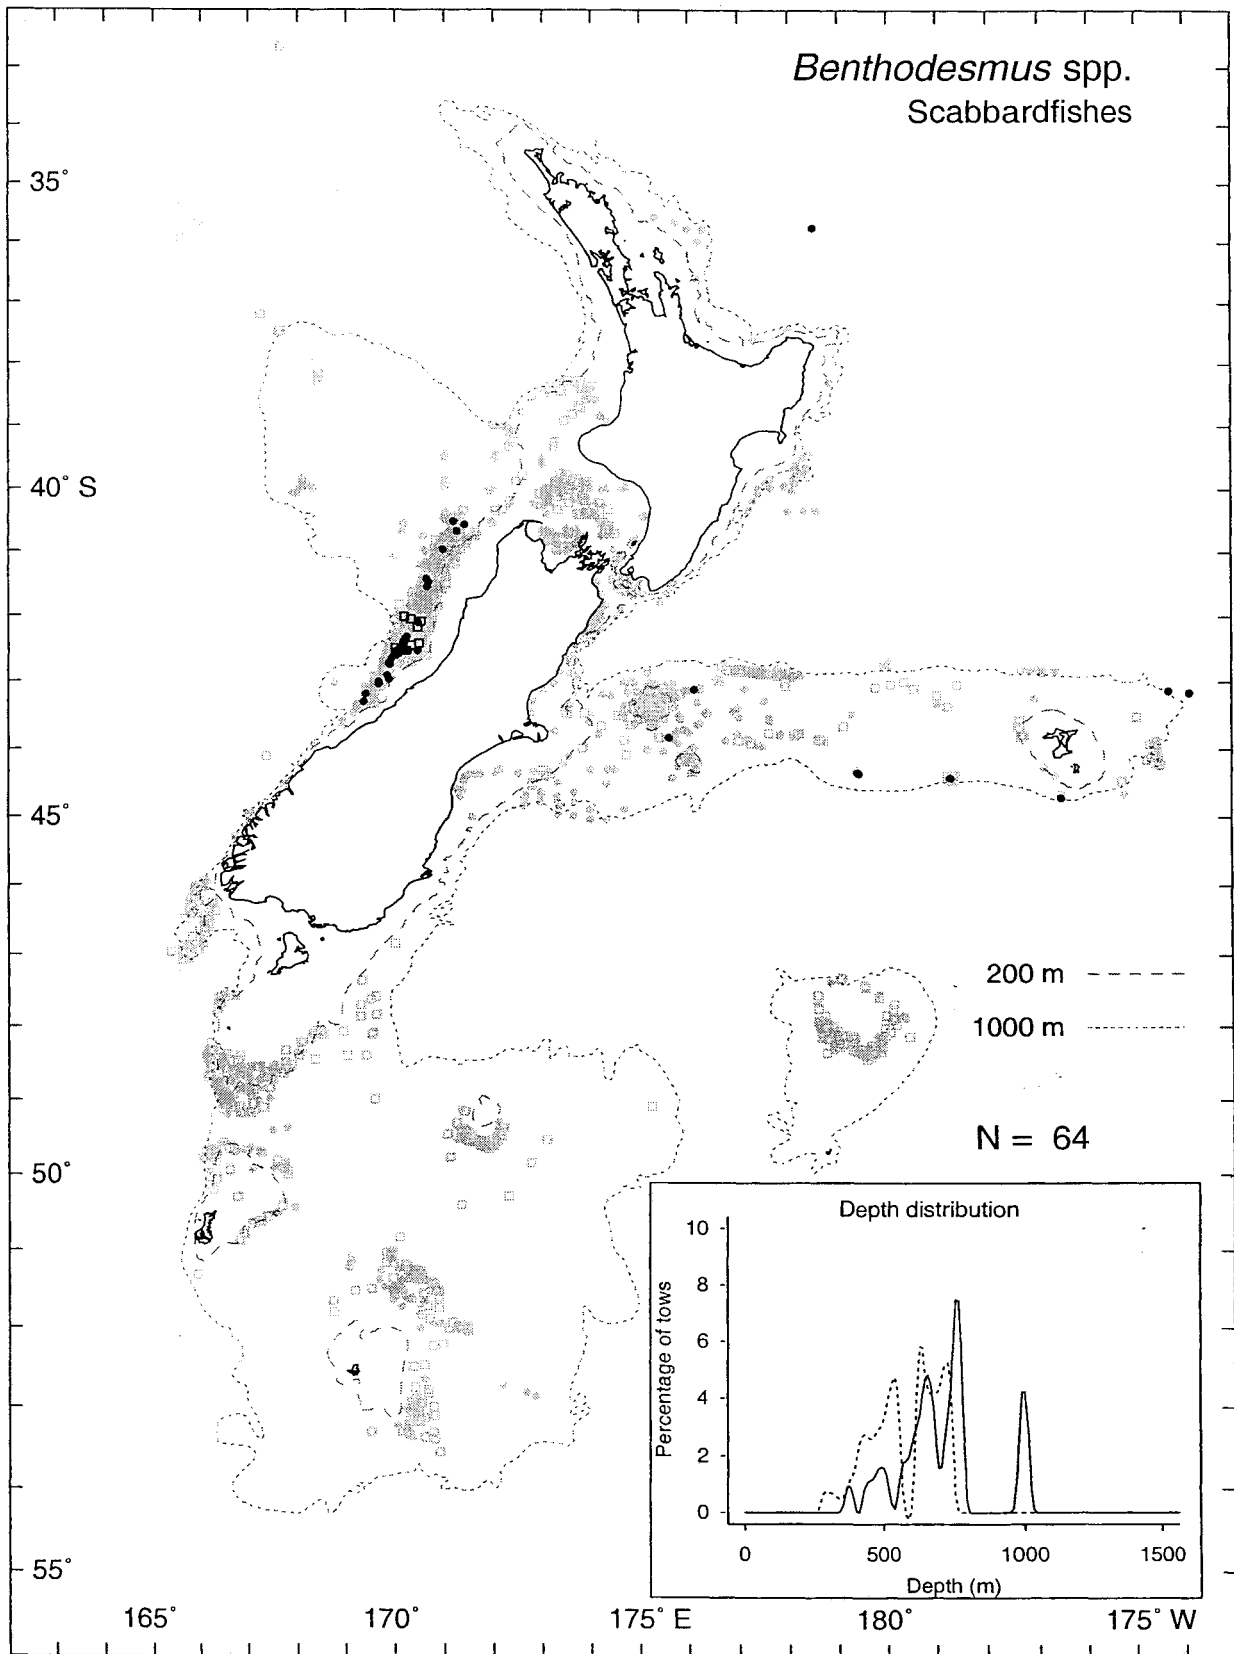 Benthodesmus spp.
Scabbardfishes
35°
40° S
45°
200 m
1000 m
N = 64
50°
Depth distribution
10
8
6
4
2
0
Percentage of tows
0 500 1000 1500
Depth (m)
55°
165° 170° 175° E 180° 175° W